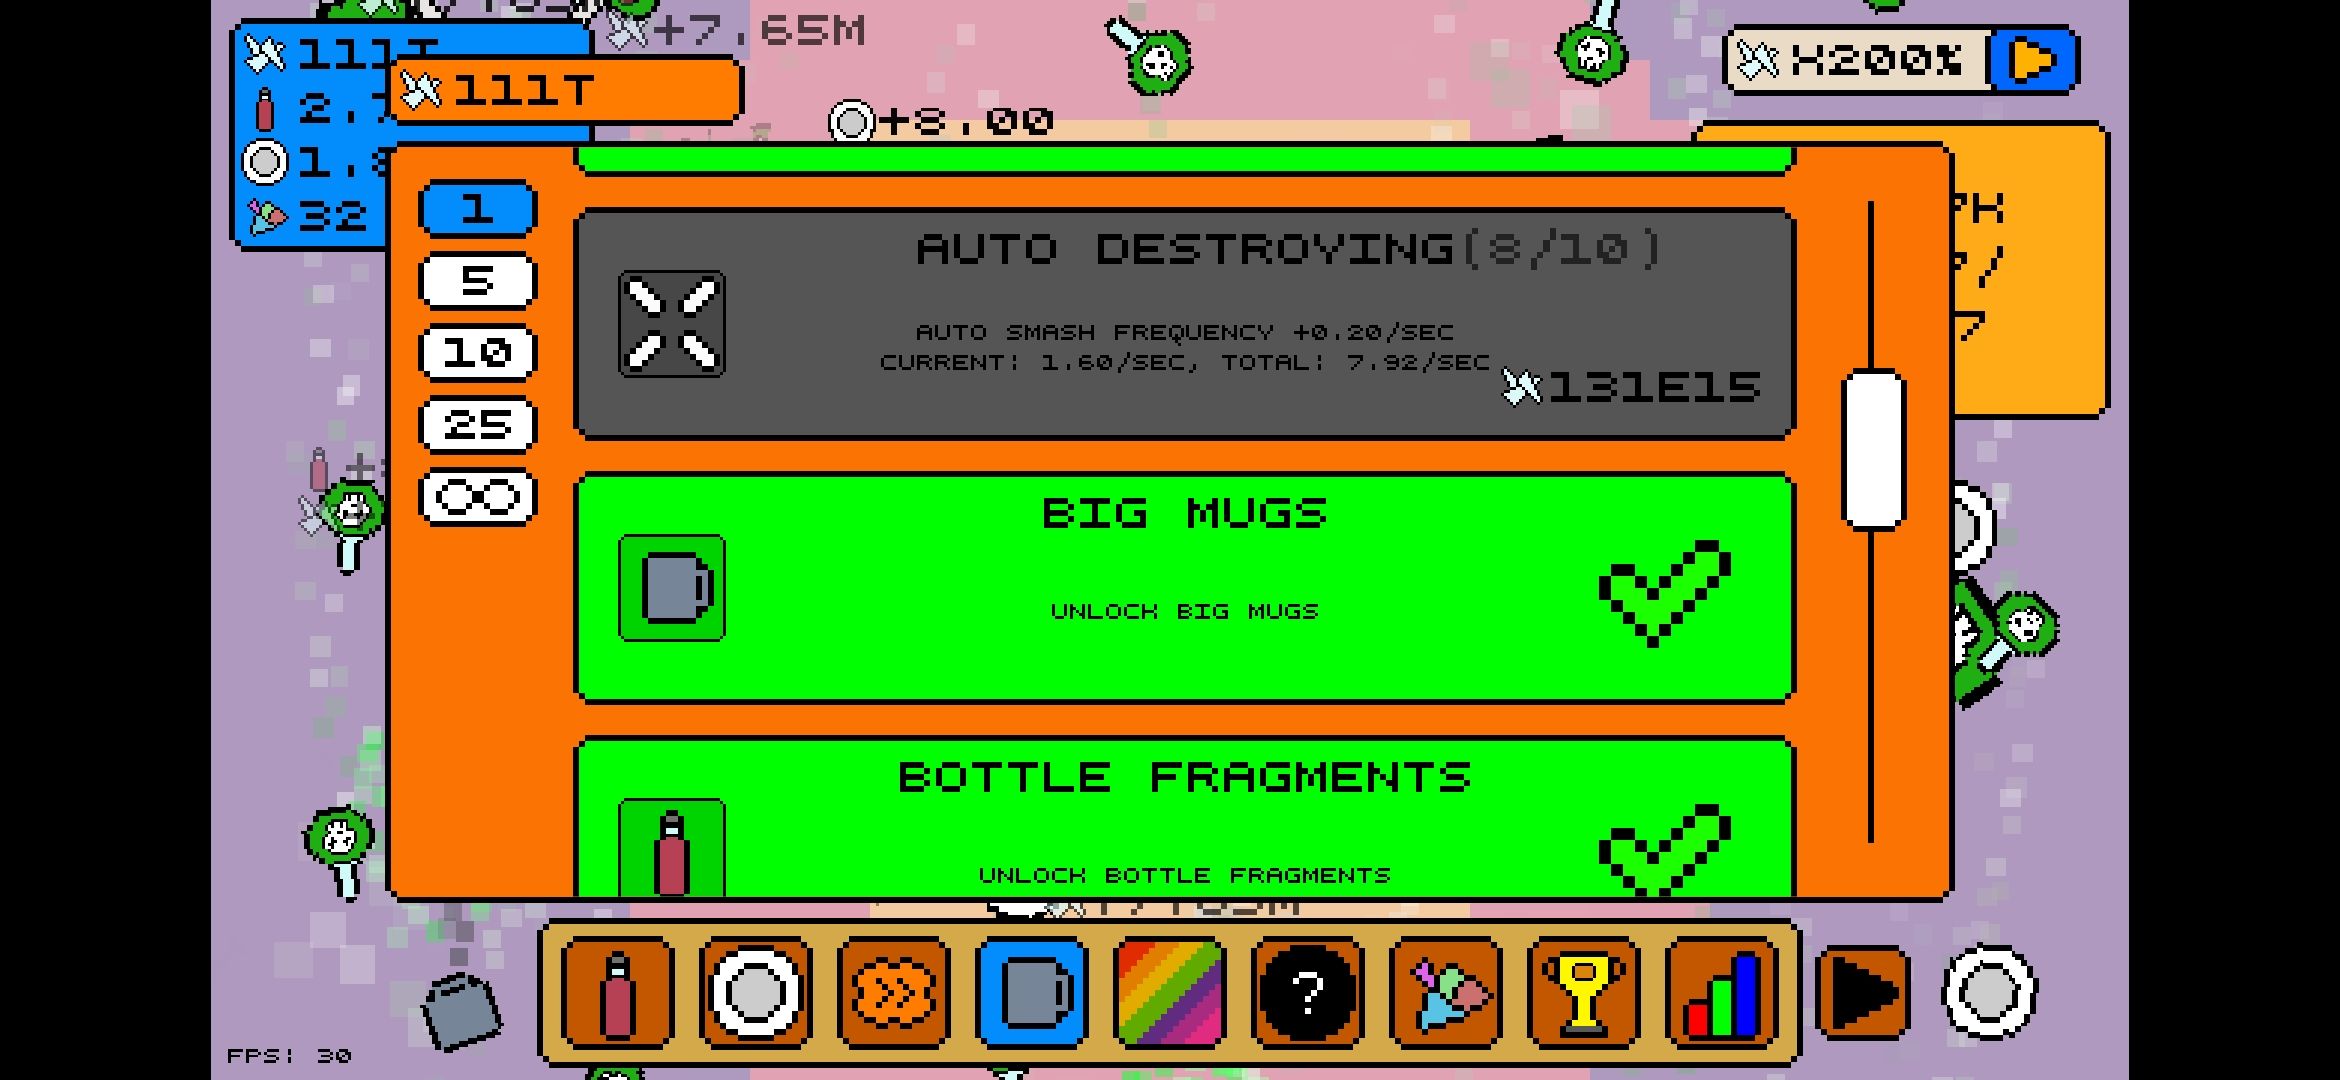 +7.65M
111T
111T
X200%
+8.00
32
1
AUTO DESTROYING(8/10)
5
AUTO SMASH FREQUENCY +0.20/SEC
10
CURRENT: 1.60/SEC, TOTAL: 7.92/SEC
131E15
25
BIG MUGS
UNLOCK BIG MUGS
BOTTLE FRAGMENTS
UNLOCK BOTTLE FRAGMENTS
?
FPS: 30